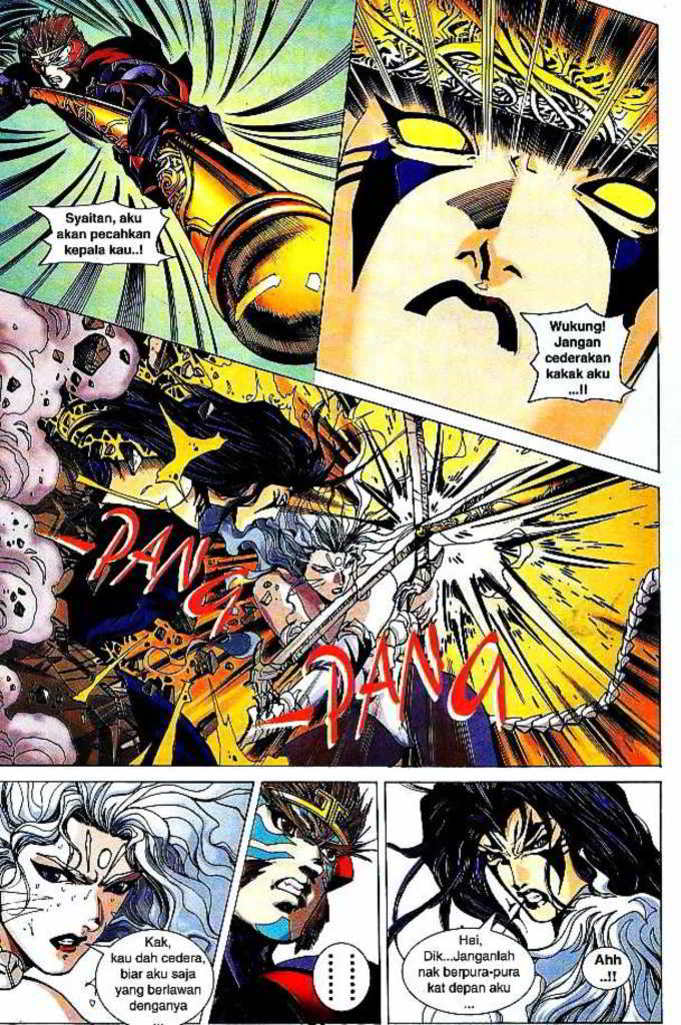 Syaitan, aku
akan pecahkan
kepala kau..!
Wukung!
Jangan
cederakan
kakak aku
...!!
PANG
PANG
Kak,
kau dah cedera,
biar aku saja
yang berlawan
denganya
...
Hei,
Dik...Janganlah
nak berpura-pura
kat depan aku
...
Ahh
..!!